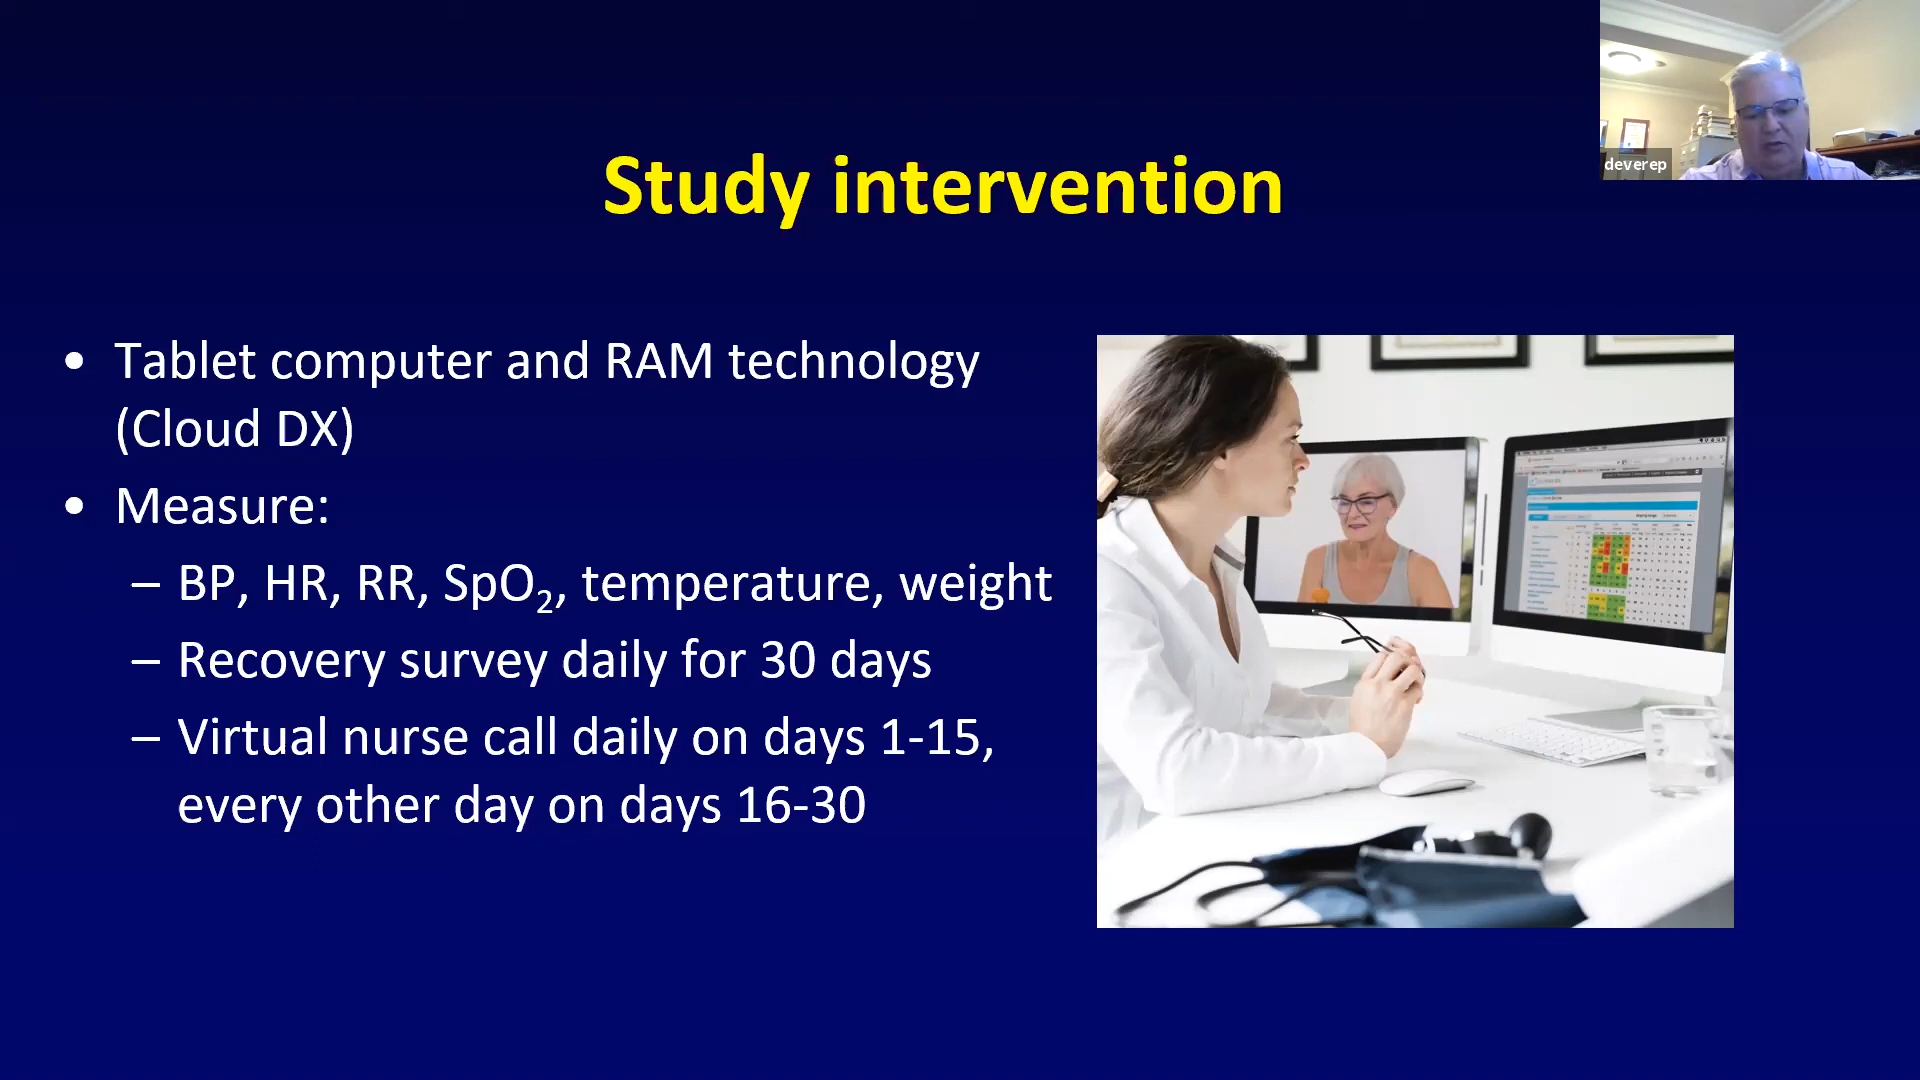 deverep
Study intervention
• Tablet computer and RAM technology
(Cloud DX)
• Measure:
– BP, HR, RR, SpO₂, temperature, weight
– Recovery survey daily for 30 days
– Virtual nurse call daily on days 1-15,
every other day on days 16-30